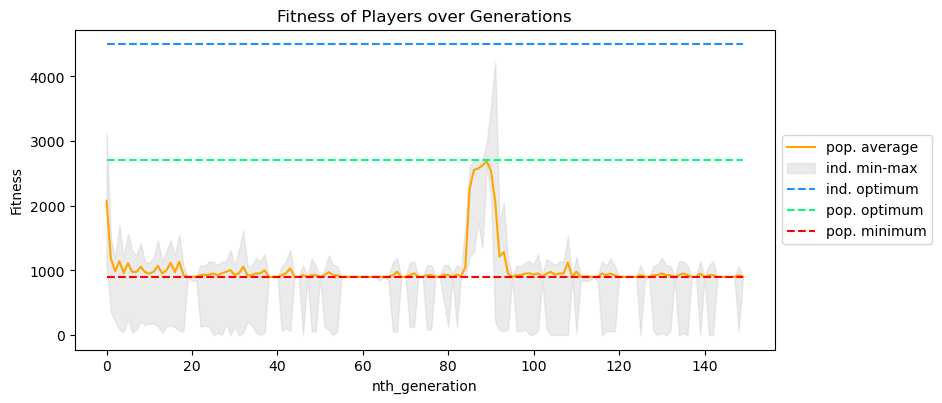 Fitness of Players over Generations
Fitness
4000
3000
2000
1000
0
0 20 40 60 80 100 120 140
nth_generation
pop. average
ind. min-max
ind. optimum
pop. optimum
pop. minimum